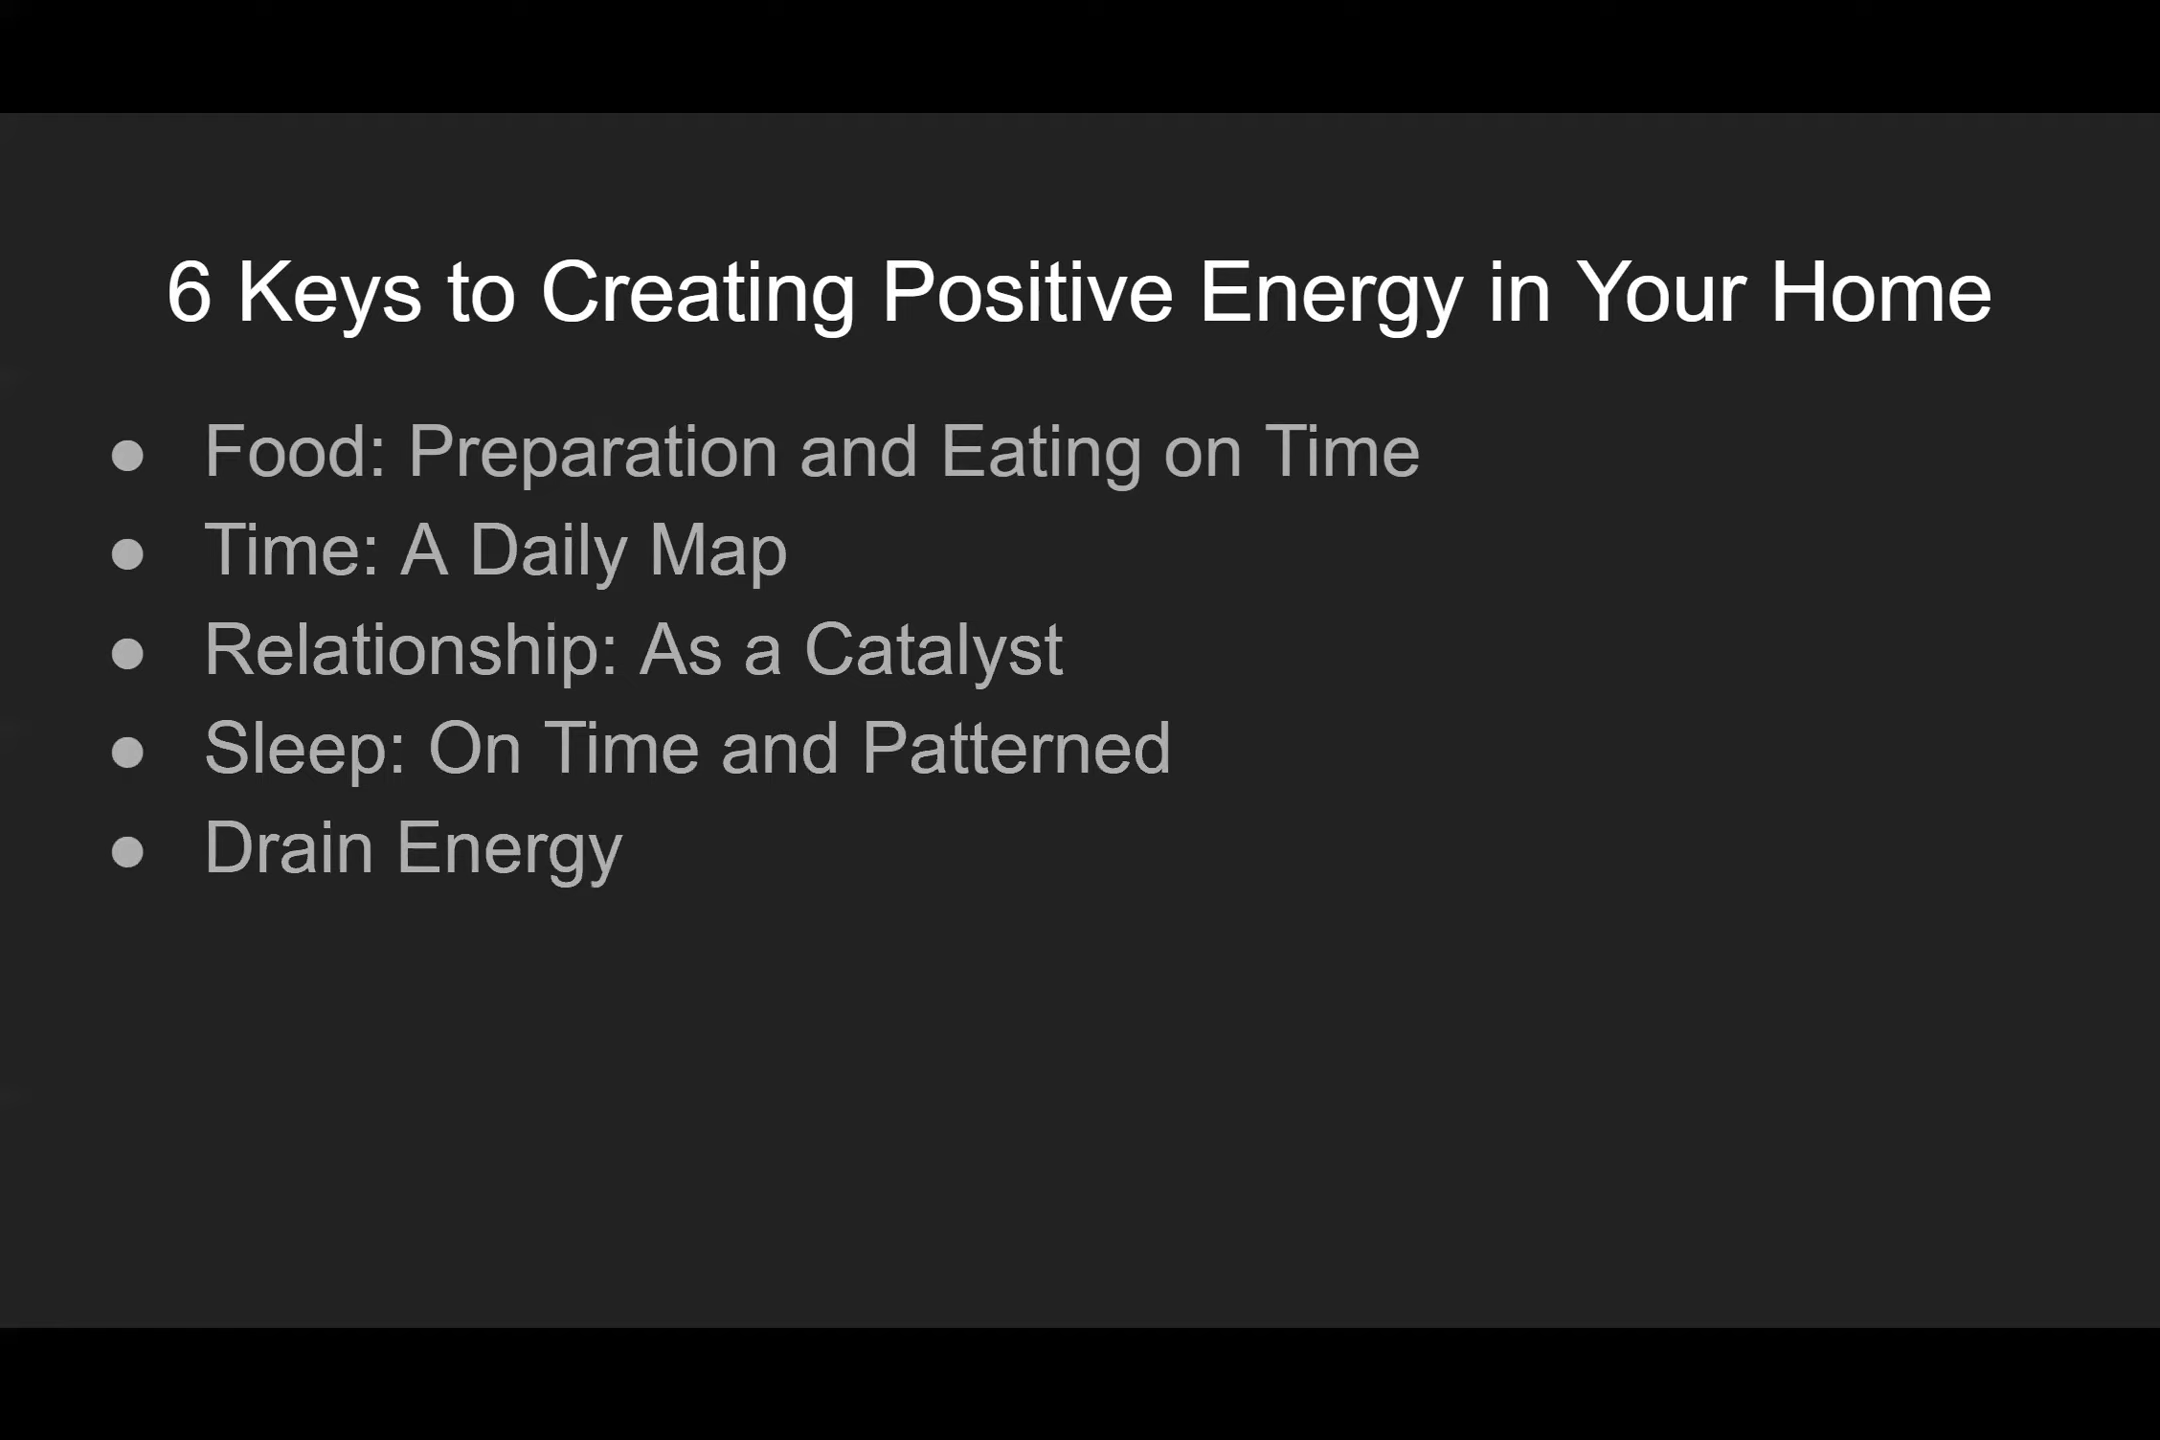 6 Keys to Creating Positive Energy in Your Home
● Food: Preparation and Eating on Time
● Time: A Daily Map
● Relationship: As a Catalyst
● Sleep: On Time and Patterned
● Drain Energy